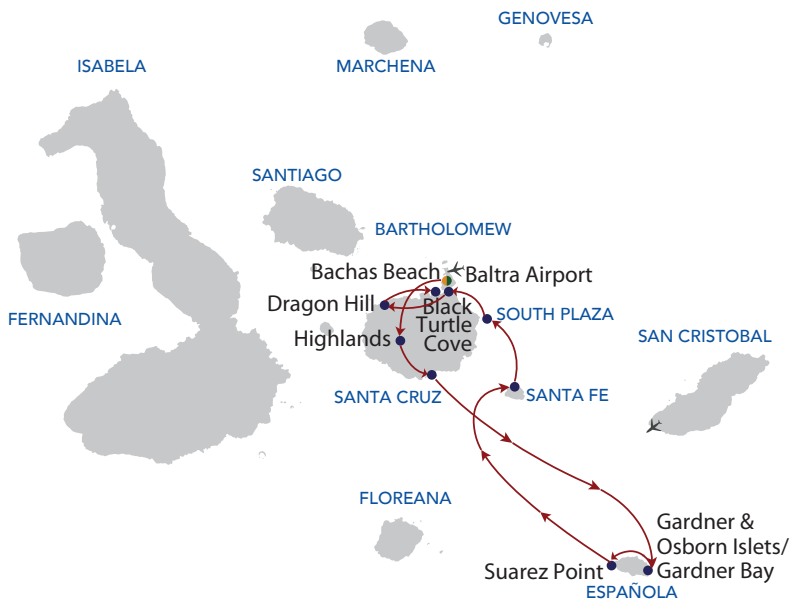 GENOVESA
ISABELA
MARCHENA
SANTIAGO
BARTHOLOMEW
Bachas Beach
Baltra Airport
Dragon Hill
Black
Turtle
Cove
SOUTH PLAZA
FERNANDINA
Highlands
SAN CRISTOBAL
SANTA CRUZ
SANTA FE
FLOREANA
Gardner &
Osborn Islets/
Gardner Bay
Suarez Point
ESPAÑOLA